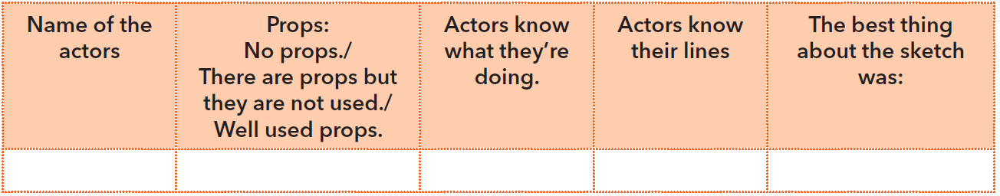 Name of the
actors
Props:
No props./
There are props but
they are not used./
Well used props.
Actors know
what they’re
doing.
Actors know
their lines
The best thing
about the sketch
was: